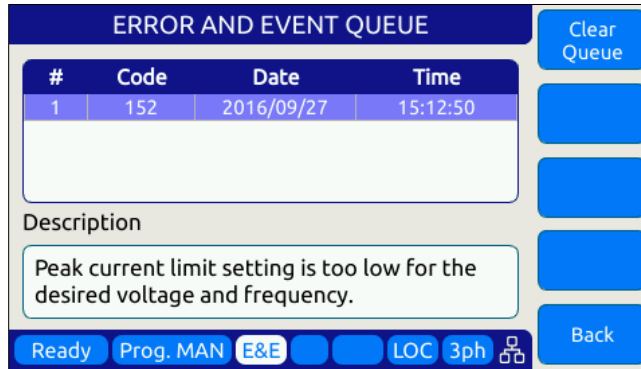 ERROR AND EVENT QUEUE
Clear
Queue
# Code Date Time
1 152 2016/09/27 15:12:50
Description
Peak current limit setting is too low for the
desired voltage and frequency.
Back
Ready Prog. MAN E&E LOC 3ph